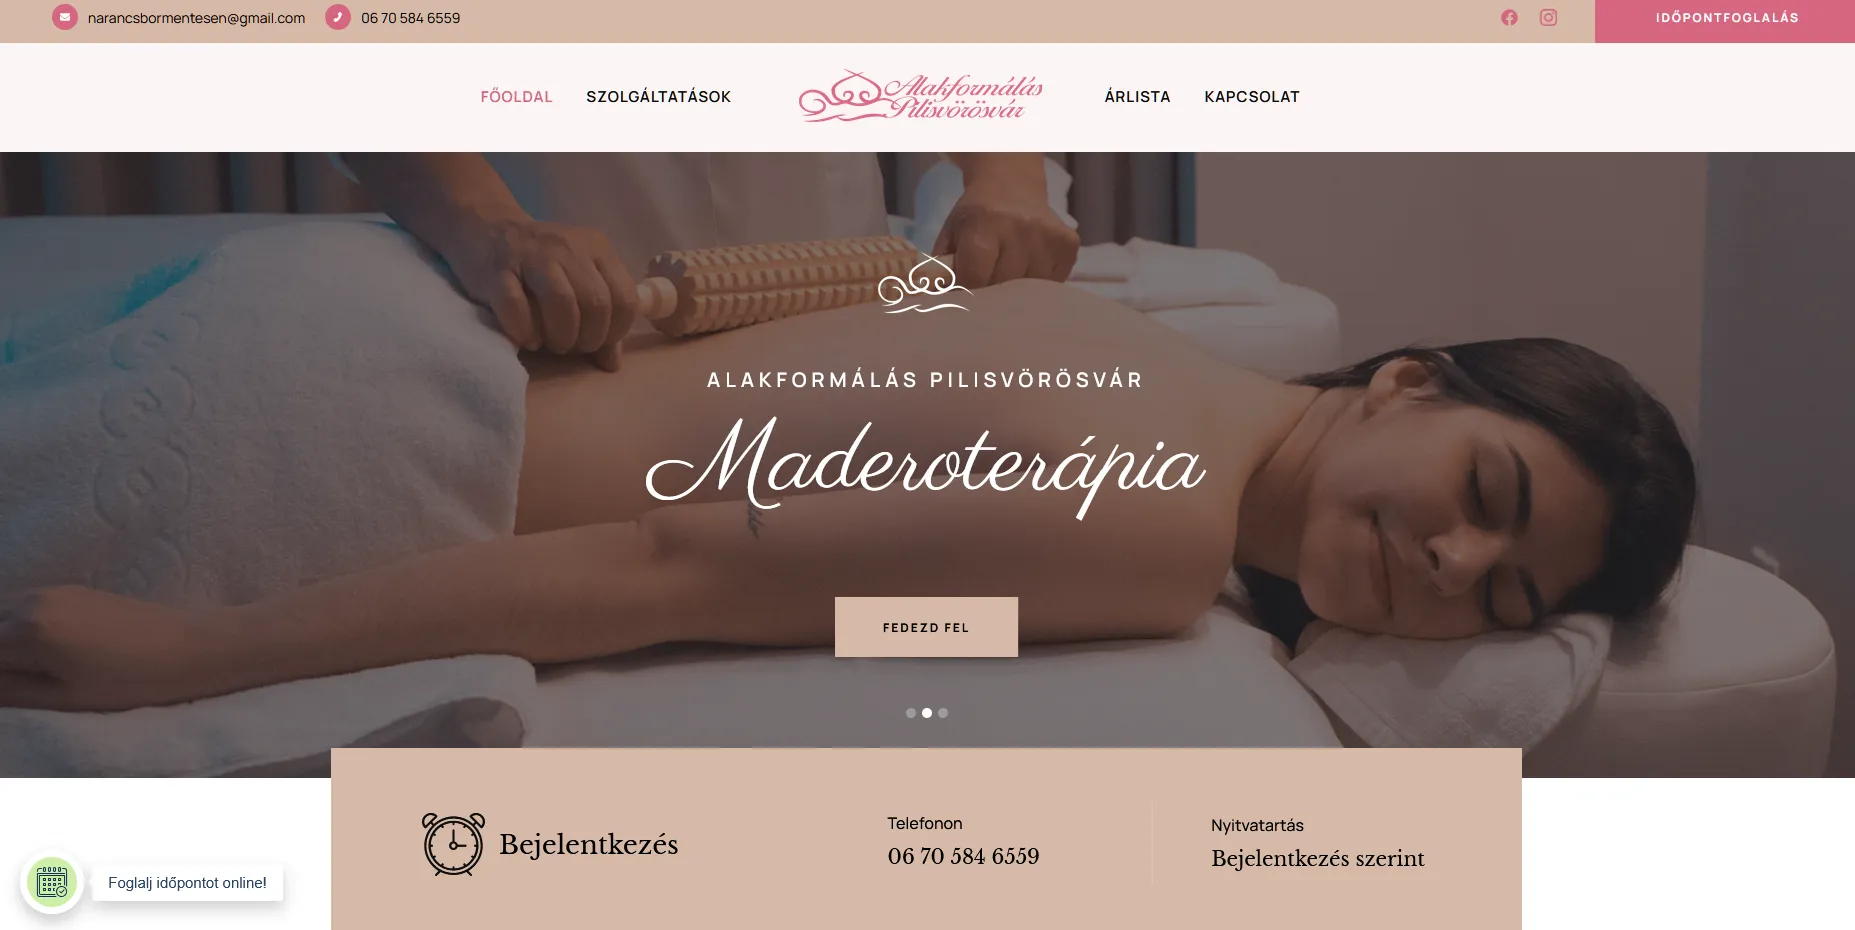 narancsbormentesen@gmail.com
06 70 584 6559
IDŐPONTFOGLALÁS
FŐOLDAL
SZOLGÁLTATÁSOK
Alakformálás
Pilisvörösvár
ÁRLISTA
KAPCSOLAT
ALAKFORMÁLÁS PILISVÖRÖSVÁR
Maderoterápia
FEDEZD FEL
Bejelentkezés
Telefonon
06 70 584 6559
Nyitvatartás
Bejelentkezés szerint
Foglalj időpontot online!